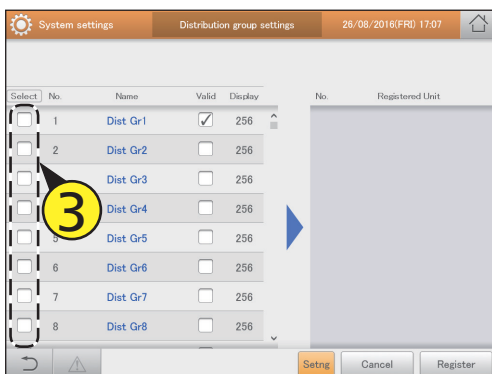 System settings Distribution group settings 26/08/2016(FRI) 17:07
Select No. Name Valid Display No. Registered Unit
1 Dist Gr1 256
2 Dist Gr2 256
Dist Gr3 256
3 Dist Gr4 256
5 Dist Gr5 256
6 Dist Gr6 256
7 Dist Gr7 256
8 Dist Gr8 256
Setng Cancel Register